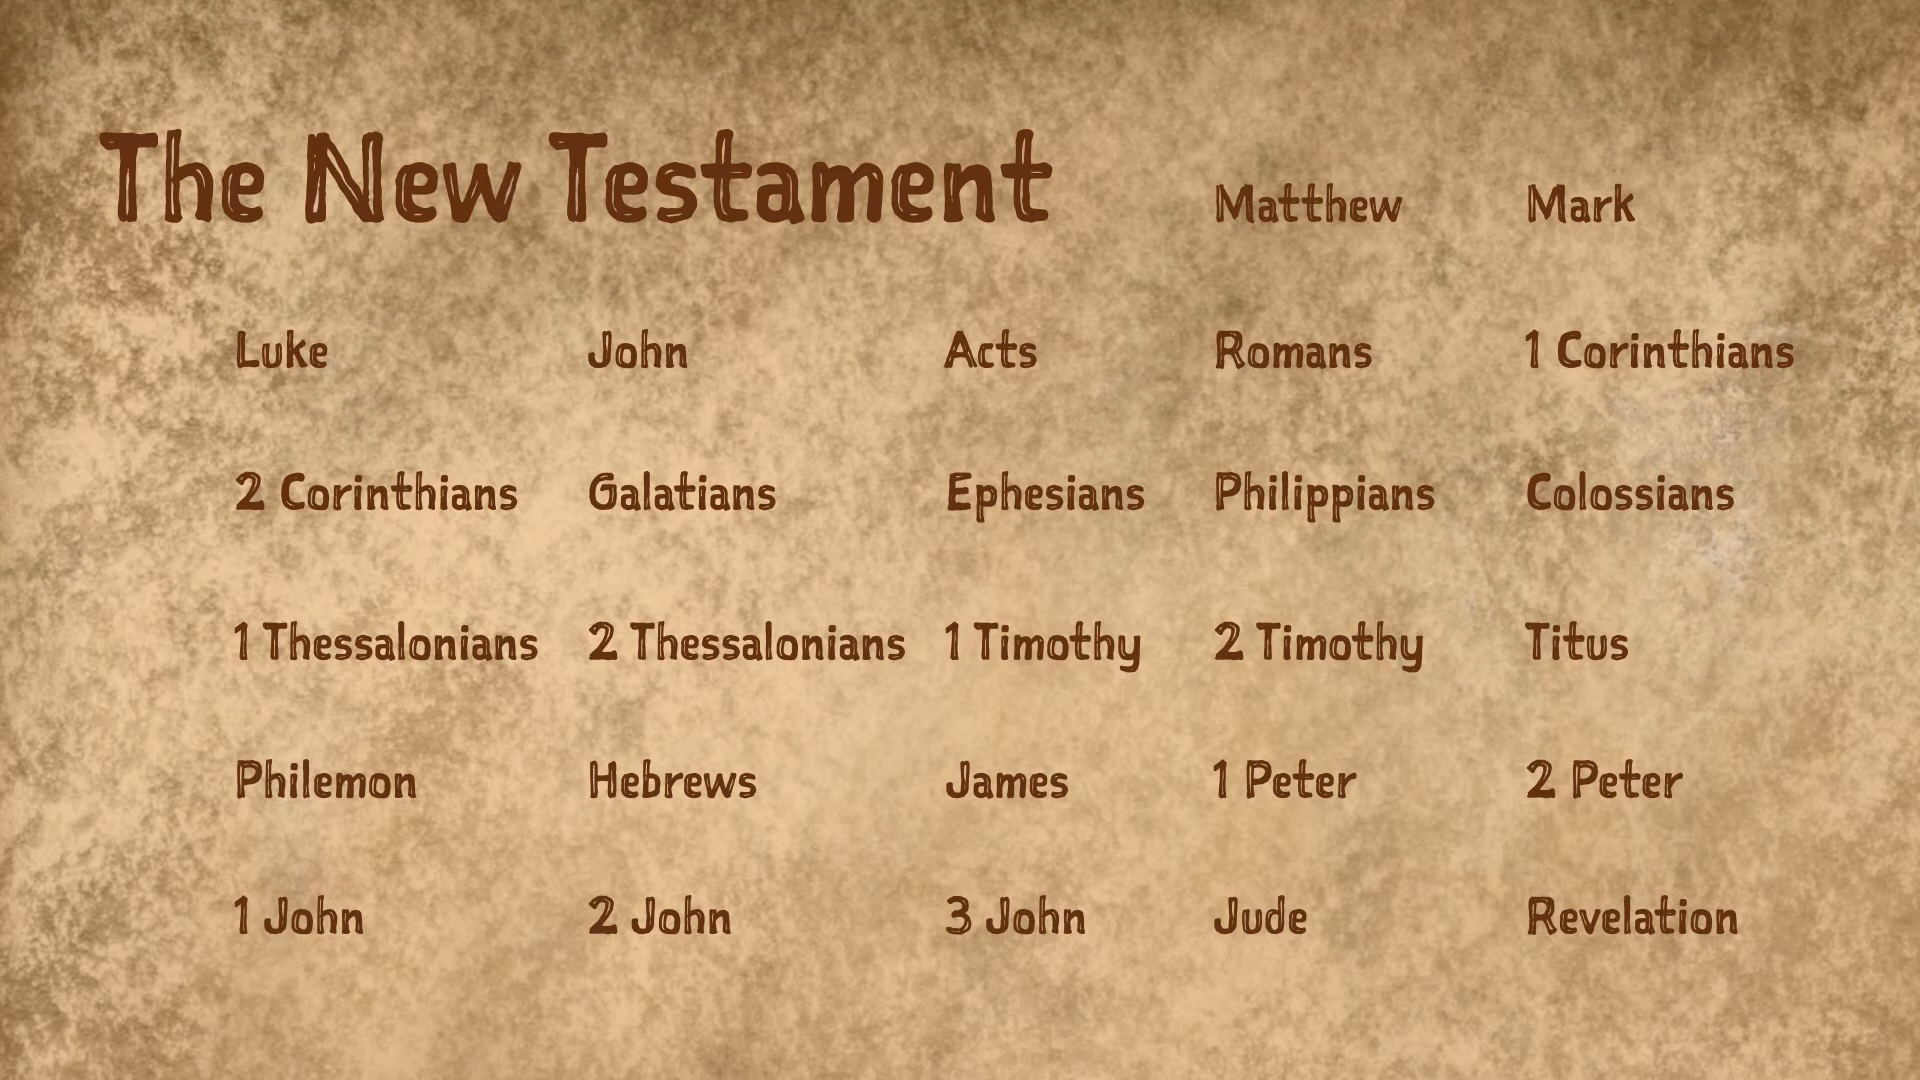 The New Testament Matthew Mark
Luke John Acts Romans 1 Corinthians
2 Corinthians Galatians Ephesians Philippians Colossians
1 Thessalonians 2 Thessalonians 1 Timothy 2 Timothy Titus
Philemon Hebrews James 1 Peter 2 Peter
1 John 2 John 3 John Jude Revelation